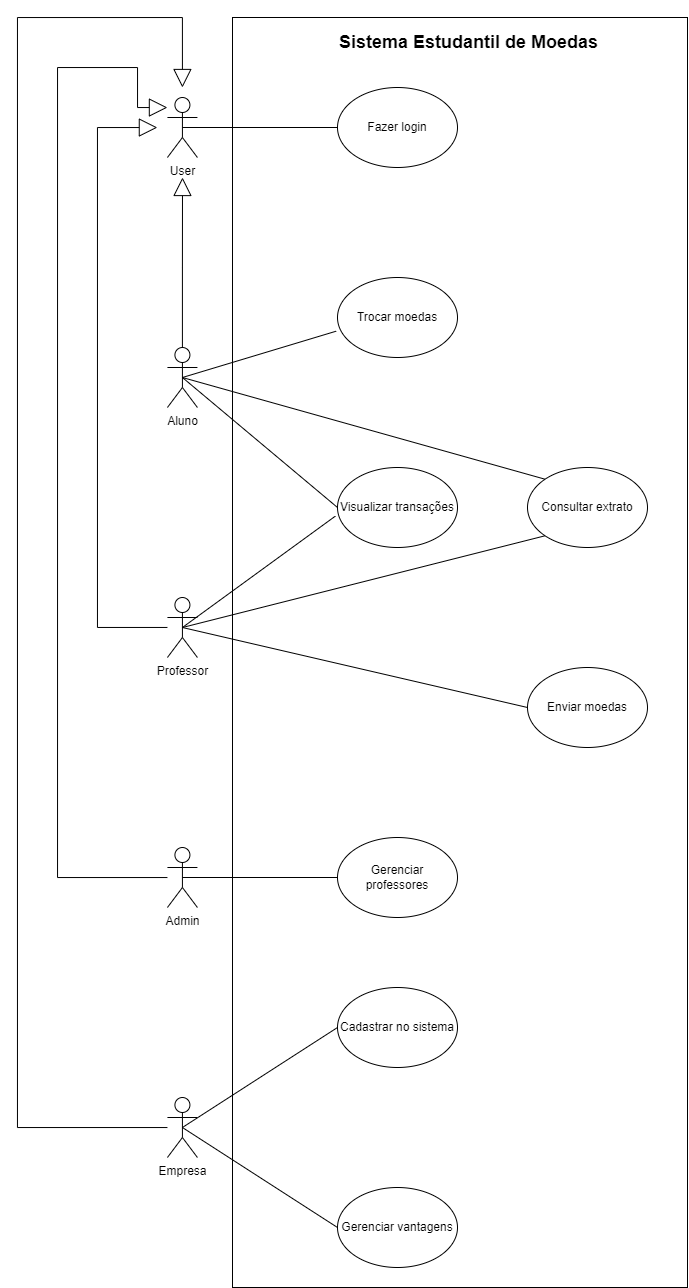 Sistema Estudantil de Moedas
Fazer login
User
Trocar moedas
Aluno
Visualizar transações
Consultar extrato
Professor
Enviar moedas
Gerenciar
professores
Admin
Cadastrar no sistema
Empresa
Gerenciar vantagens